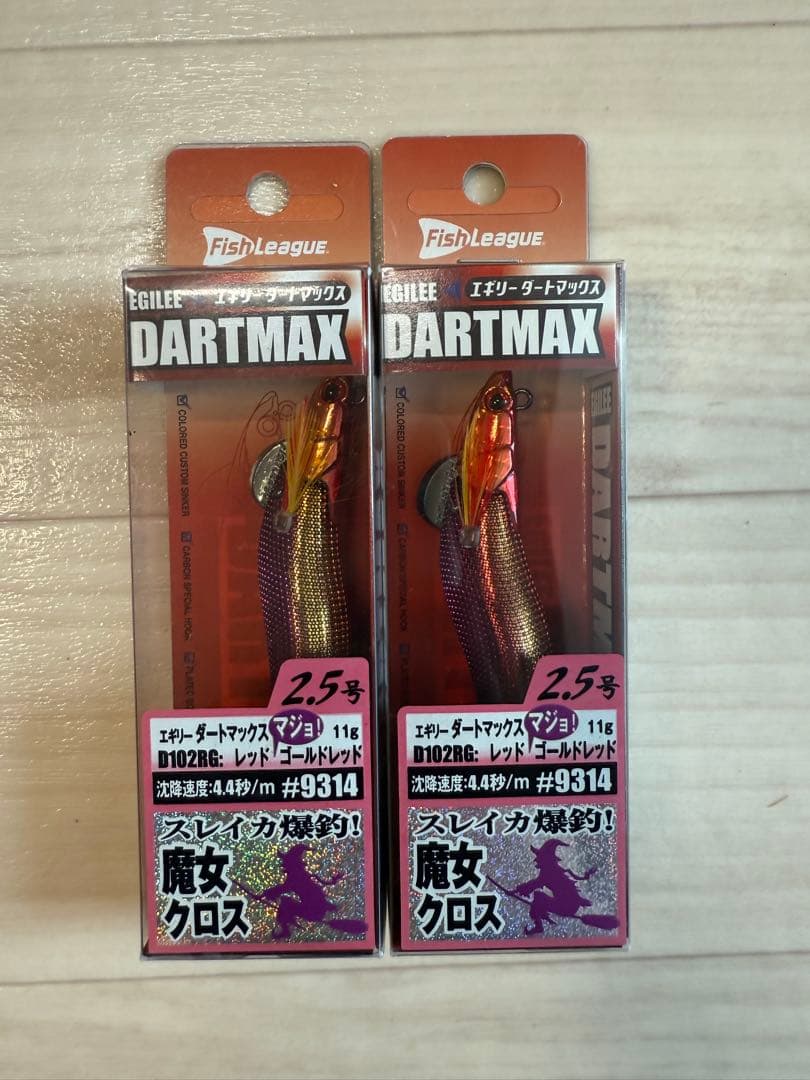 FishLeague
EGILEE エギリーダートマックス
DARTMAX
COLORED CUSTOM SINKER
CARBON SPECIAL HOOK
2.5号
エギリー ダートマックス マジョ! 11g
D102RG: レッド ゴールドレッド
沈降速度:4.4秒/m #9314
スレイカ爆釣!
魔女
クロス
FishLeague
EGILEE エギリーダートマックス
DARTMAX
EGILEE
COLORED CUSTOM SINKER
CARBON SPECIAL HOOK
2.5号
エギリー ダートマックス マジョ! 11g
D102RG: レッド ゴールドレッド
沈降速度:4.4秒/m #9314
スレイカ爆釣!
魔女
クロス